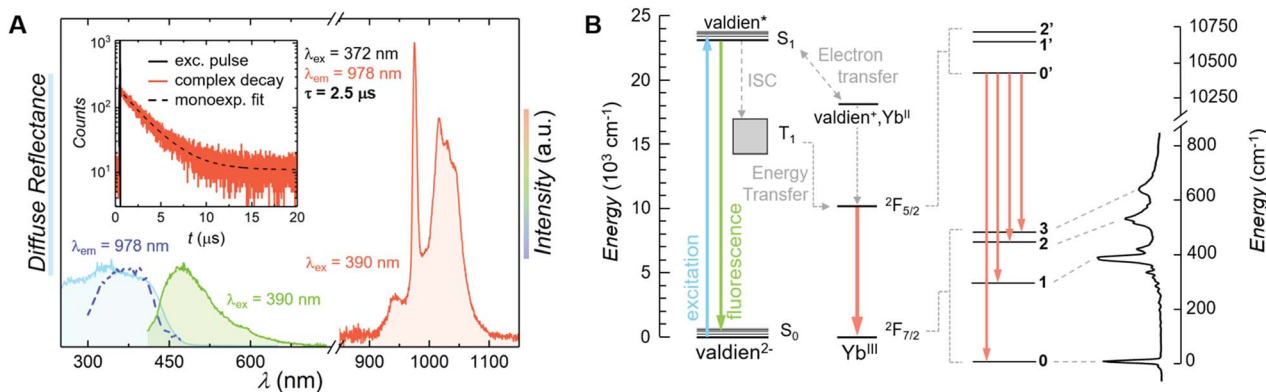 A
Diffuse Reflectance
10³
10²
10¹
Counts
exc. pulse
complex decay
monoexp. fit
0
5
10
15
20
t (μs)
λex = 372 nm
λem = 978 nm
τ = 2.5 μs
λem = 978 nm
λex = 390 nm
λex = 390 nm
Intensity (a.u.)
300
450
600
900
1000
1100
λ (nm)
B
Energy (10³ cm⁻¹)
25
20
15
10
5
0
valdien*
S₁
ISC
T₁
Electron
transfer
valdien⁺,Ybᴵᴵ
Energy
Transfer
²F₅/₂
excitation
fluorescence
S₀
valdien²⁻
Ybᴵᴵᴵ
²F₇/₂
2'
1'
0'
3
2
1
0
10750
10600
10450
10350
10250
800
600
400
200
0
Energy (cm⁻¹)